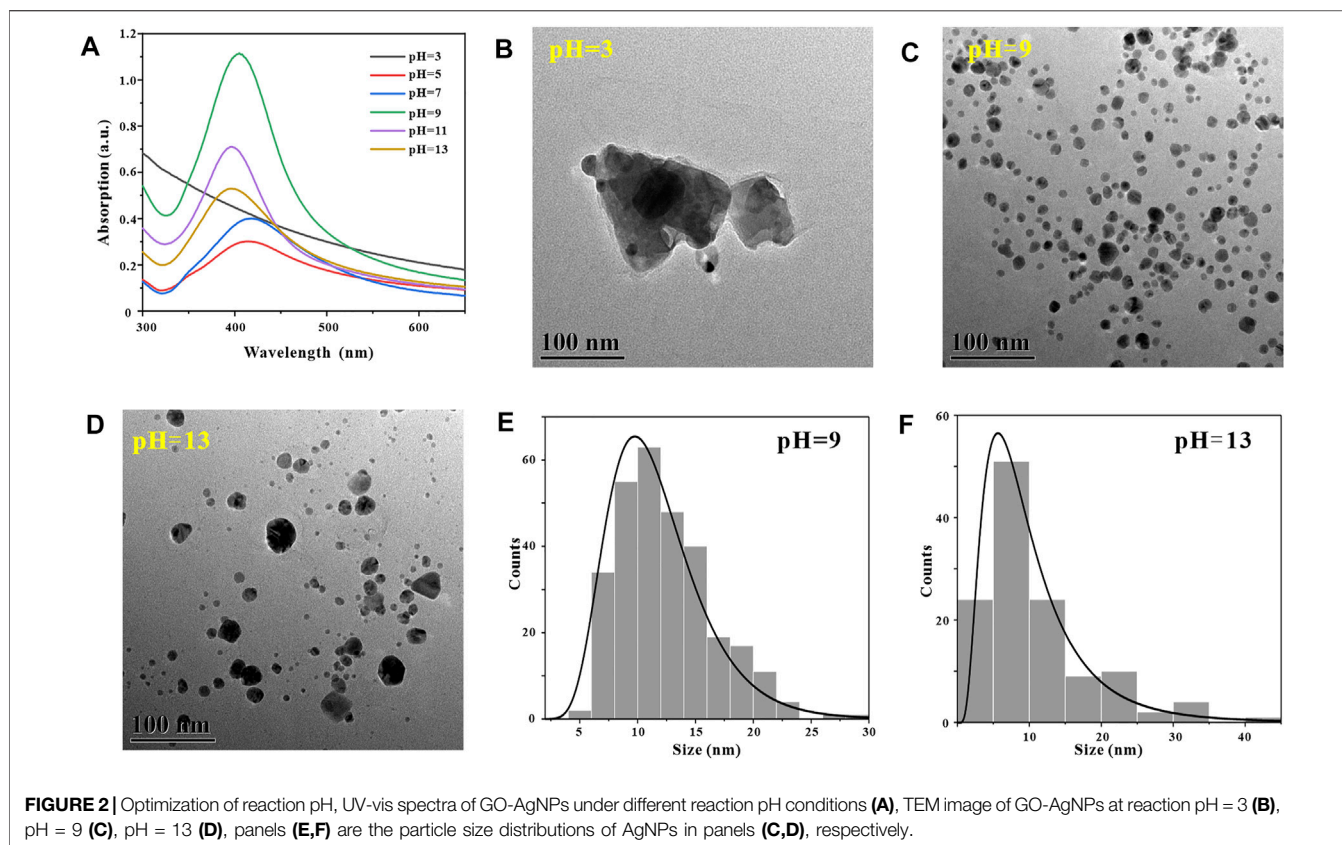 A
1.2
1.0
0.8
0.6
0.4
0.2
0
300
400
500
600
Absorption (a.u.)
Wavelength (nm)
pH=3
pH=5
pH=7
pH=9
pH=11
pH=13
B
pH=3
100 nm
C
pH=9
100 nm
D
pH=13
100 nm
E
pH=9
60
40
20
0
5
10
15
20
25
30
Counts
Size (nm)
F
pH=13
60
40
20
0
10
20
30
40
Counts
Size (nm)
FIGURE 2 | Optimization of reaction pH, UV-vis spectra of GO-AgNPs under different reaction pH conditions (A), TEM image of GO-AgNPs at reaction pH = 3 (B),
pH = 9 (C), pH = 13 (D), panels (E,F) are the particle size distributions of AgNPs in panels (C,D), respectively.